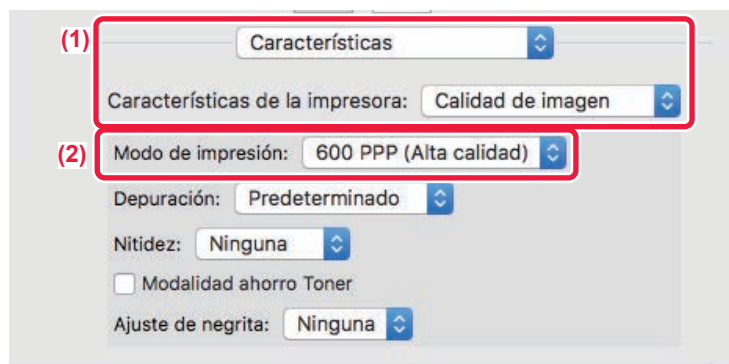 (1) Características
Características de la impresora: Calidad de imagen
(2) Modo de impresión: 600 PPP (Alta calidad)
Depuración: Predeterminado
Nitidez: Ninguna
Modalidad ahorro Toner
Ajuste de negrita: Ninguna